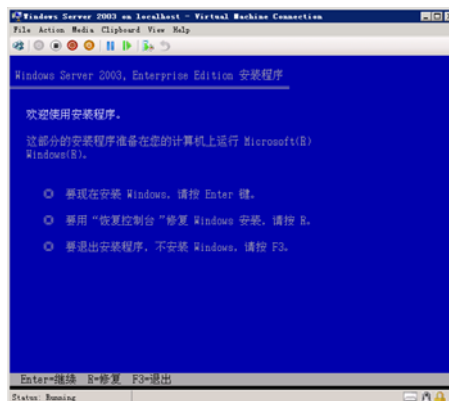 Windows Server 2003 on localhost - Virtual Machine Connection
File Action Media Clipboard View Help
Windows Server 2003, Enterprise Edition 安装程序
欢迎使用安装程序。
这部分的安装程序准备在您的计算机上运行 Microsoft(R)
Windows(R)。
要现在安装 Windows，请按 Enter 键。
要用“恢复控制台”修复 Windows 安装，请按 R。
要退出安装程序，不安装 Windows，请按 F3。
Enter=继续 R=修复 F3=退出
Status: Running